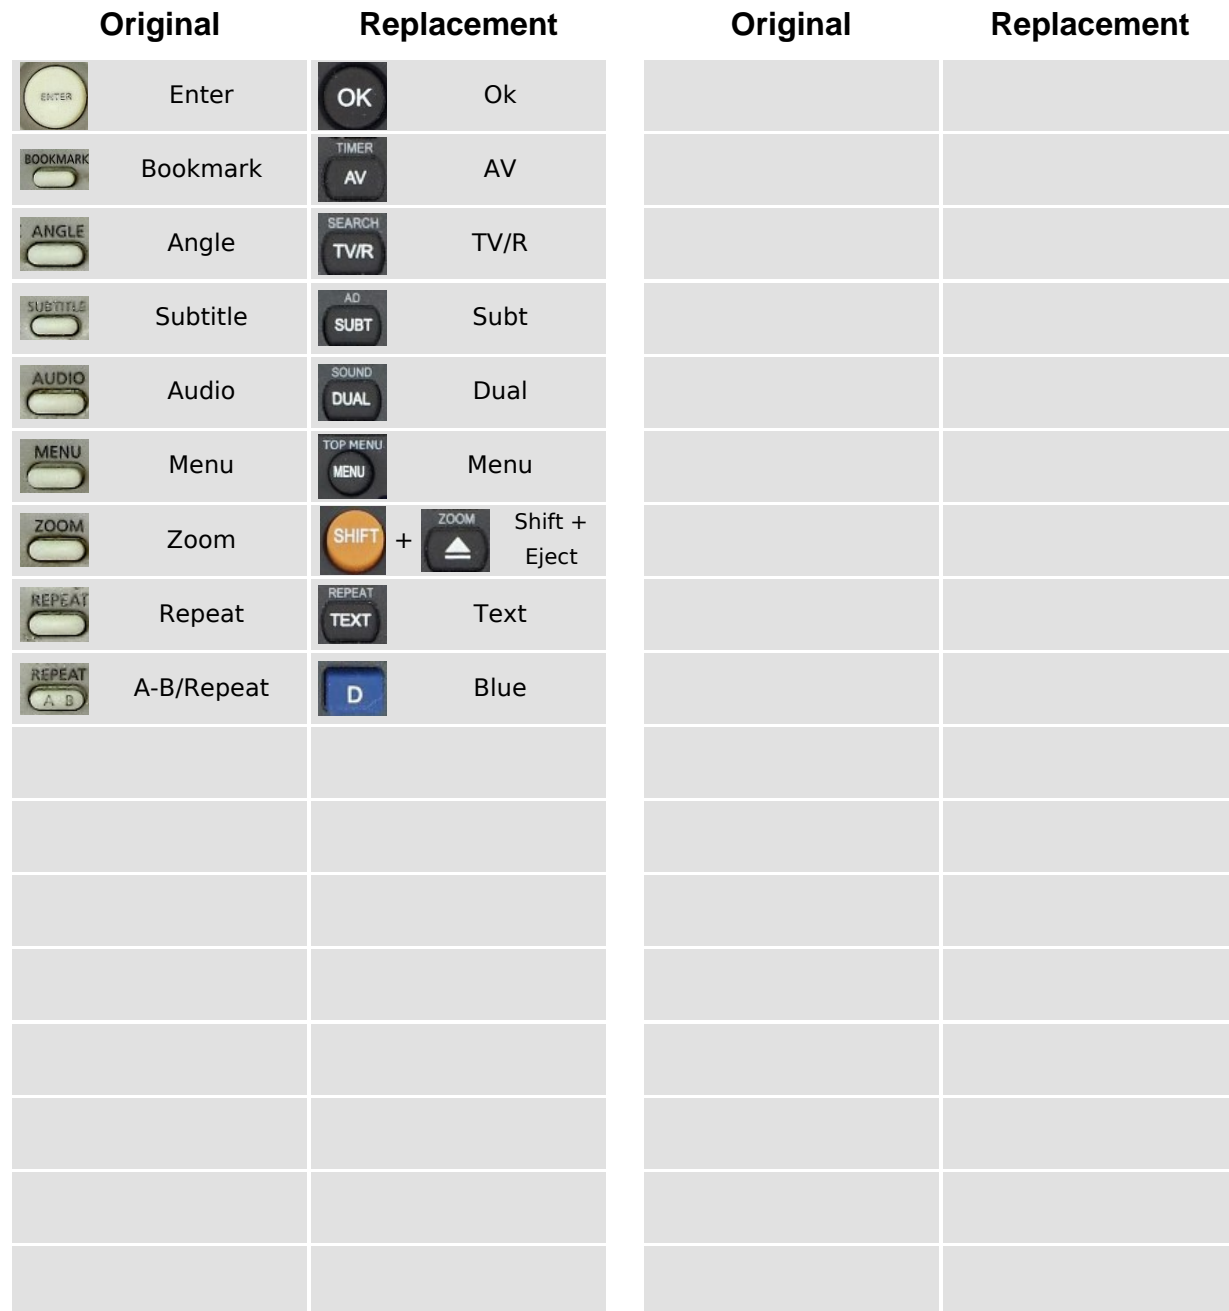 Original Replacement Original Replacement
ENTER Enter OK Ok
BOOKMARK Bookmark TIMER AV AV
ANGLE Angle SEARCH TV/R TV/R
SUBTITLE Subtitle AD SUBT Subt
AUDIO Audio SOUND DUAL Dual
MENU Menu TOP MENU MENU Menu
ZOOM Zoom SHIFT + ZOOM Shift +
Eject
REPEAT Repeat REPEAT TEXT Text
REPEAT A B A-B/Repeat D Blue